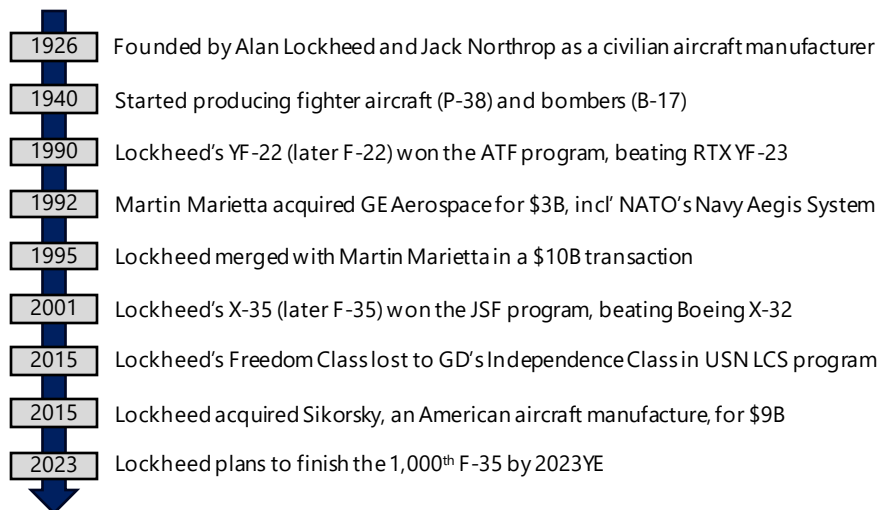 1926 Founded by Alan Lockheed and Jack Northrop as a civilian aircraft manufacturer
1940 Started producing fighter aircraft (P-38) and bombers (B-17)
1990 Lockheed's YF-22 (later F-22) won the ATF program, beating RTX YF-23
1992 Martin Marietta acquired GE Aerospace for $3B, incl' NATO's Navy Aegis System
1995 Lockheed merged with Martin Marietta in a $10B transaction
2001 Lockheed's X-35 (later F-35) won the JSF program, beating Boeing X-32
2015 Lockheed's Freedom Class lost to GD's Independence Class in USN LCS program
2015 Lockheed acquired Sikorsky, an American aircraft manufacture, for $9B
2023 Lockheed plans to finish the 1,000th F-35 by 2023YE